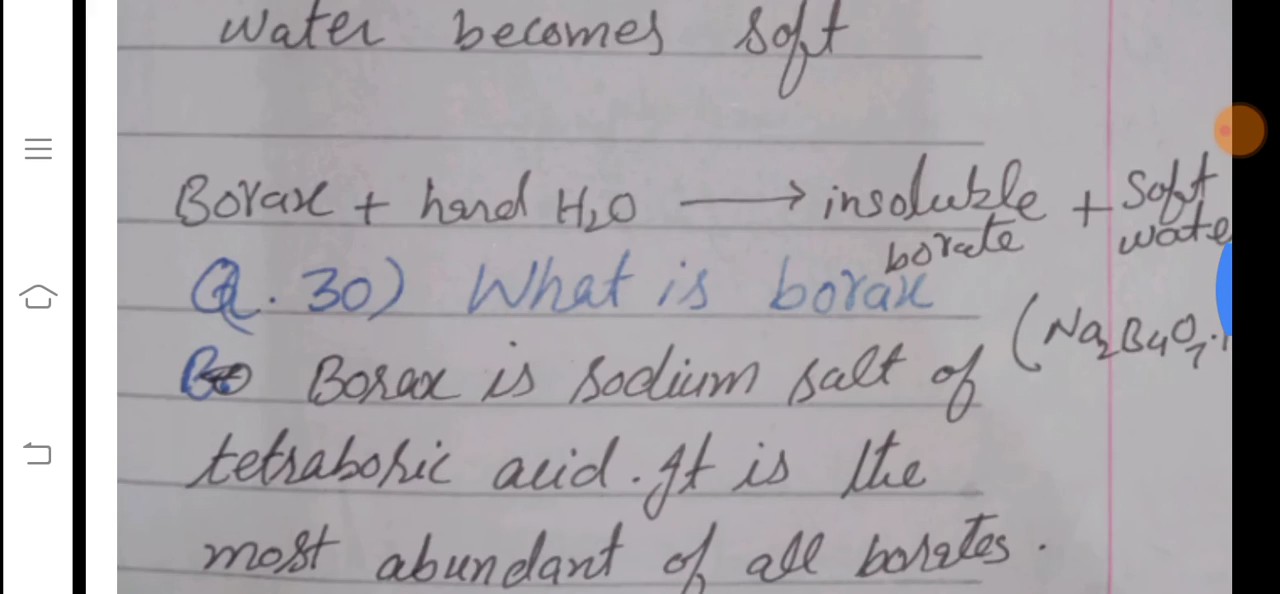 water becomes soft
Borax + hard H₂O ⟶ insoluble borate + Soft
Q. 30) What is borax
Borax is sodium salt of (Na₂B₄O₇.
tetraboric acid. It is the
most abundant of all borates.